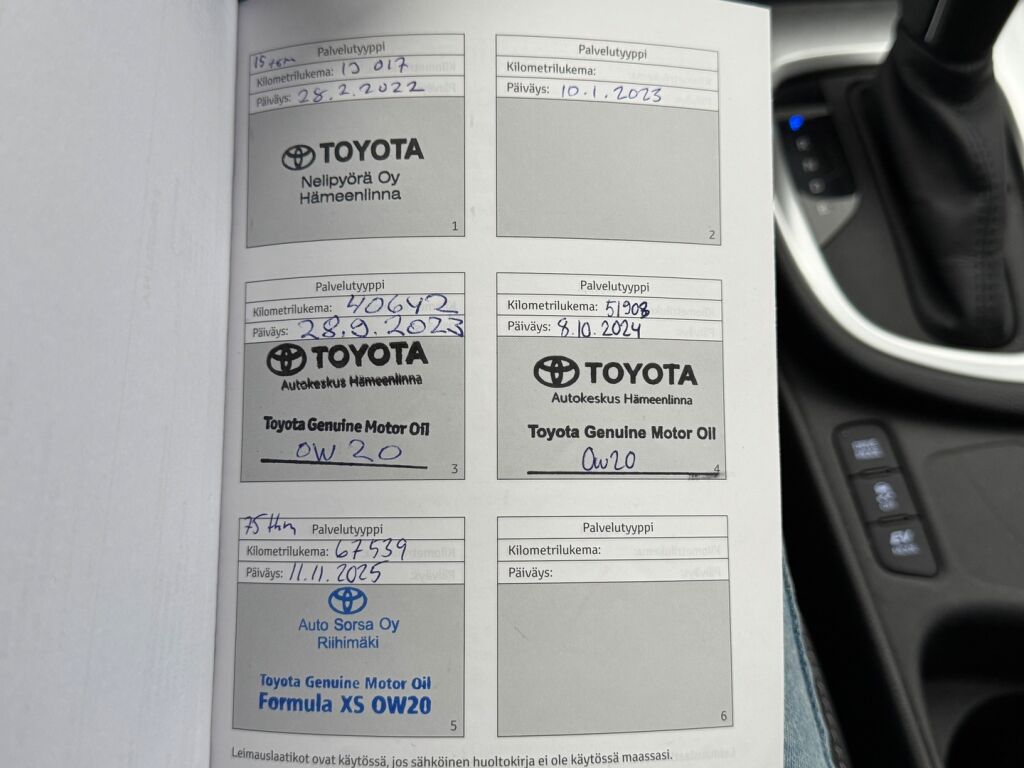 15 tkm Palvelutyyppi
Kilometrilukema: 13 017
Päiväys: 28.2.2022
TOYOTA
Nelipyörä Oy
Hämeenlinna
1
Palvelutyyppi
Kilometrilukema:
Päiväys: 10.1.2023
2
Palvelutyyppi
Kilometrilukema: 40642
Päiväys: 28.9.2023
TOYOTA
Autokeskus Hämeenlinna
Toyota Genuine Motor Oil
0W20
3
Palvelutyyppi
Kilometrilukema: 51908
Päiväys: 8.10.2024
TOYOTA
Autokeskus Hämeenlinna
Toyota Genuine Motor Oil
0w20
4
75 tkm Palvelutyyppi
Kilometrilukema: 67539
Päiväys: 11.11.2025
Auto Sorsa Oy
Riihimäki
Toyota Genuine Motor Oil
Formula XS 0W20
5
Palvelutyyppi
Kilometrilukema:
Päiväys:
6
Leimauslaatikot ovat käytössä, jos sähköinen huoltokirja ei ole käytössä maassasi.
EV